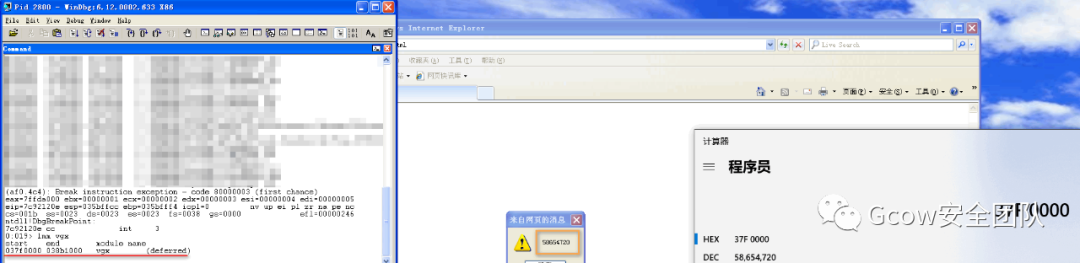 Pid 2800 - WinDbg:6.12.0002.633 X86
File Edit View Debug Window Help
Command
(af0.4c4): Break instruction exception - code 80000003 (first chance)
eax=7ffda000 ebx=00000001 ecx=00000002 edx=00000003 esi=00000004 edi=00000005
eip=7c92120e esp=035bffcc ebp=035bfff4 iopl=0 nv up ei pl zr na pe nc
cs=001b ss=0023 ds=0023 es=0023 fs=0038 gs=0000 efl=00000246
ntdll!DbgBreakPoint:
7c92120e cc int 3
0:019> lmm vgx
start end module name
037f0000 038b1000 vgx (deferred)
Internet Explorer
Live Search
收藏夹(A) 工具(T) 帮助(H)
网页快讯库
页面(P) 安全(S) 工具(O)
来自网页的消息
58654720
计算器
程序员
37F 0000
HEX 37F 0000
DEC 58,654,720
Gcow安全团队